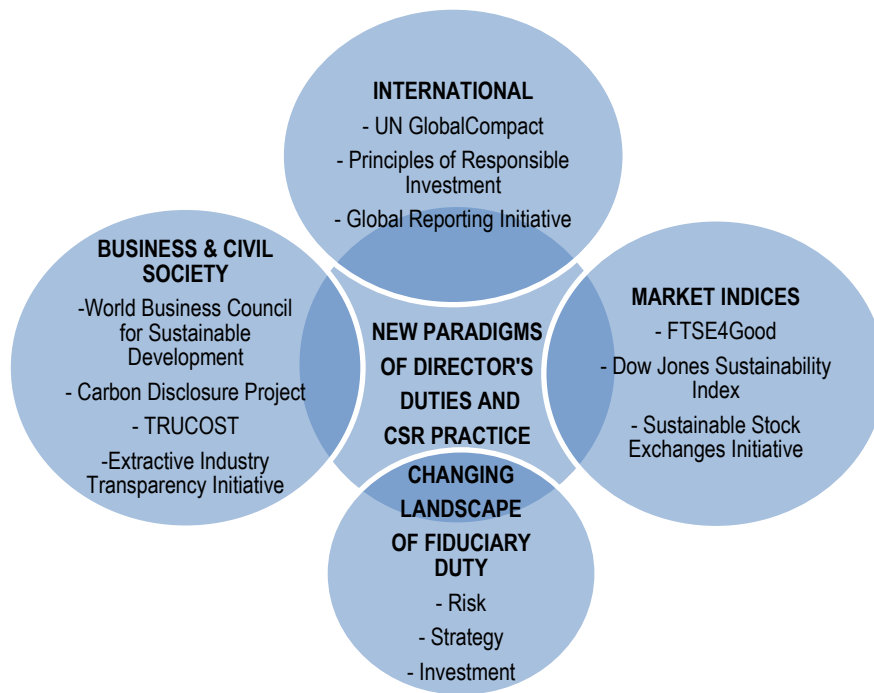 INTERNATIONAL
- UN GlobalCompact
- Principles of Responsible
Investment
- Global Reporting Initiative
BUSINESS & CIVIL
SOCIETY
-World Business Council
for Sustainable
Development
- Carbon Disclosure Project
- TRUCOST
-Extractive Industry
Transparency Initiative
NEW PARADIGMS
OF DIRECTOR'S
DUTIES AND
CSR PRACTICE
MARKET INDICES
- FTSE4Good
- Dow Jones Sustainability
Index
- Sustainable Stock
Exchanges Initiative
CHANGING
LANDSCAPE
OF FIDUCIARY
DUTY
- Risk
- Strategy
- Investment